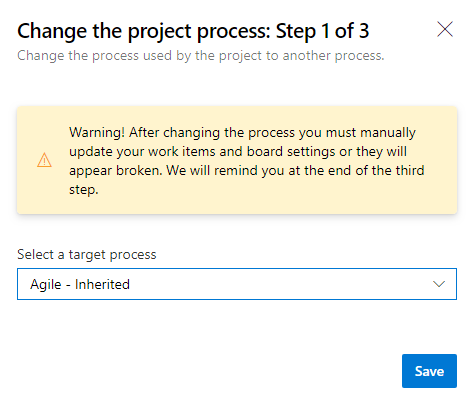 Change the project process: Step 1 of 3
Change the process used by the project to another process.
Warning! After changing the process you must manually
update your work items and board settings or they will
appear broken. We will remind you at the end of the third
step.
Select a target process
Agile - Inherited
Save